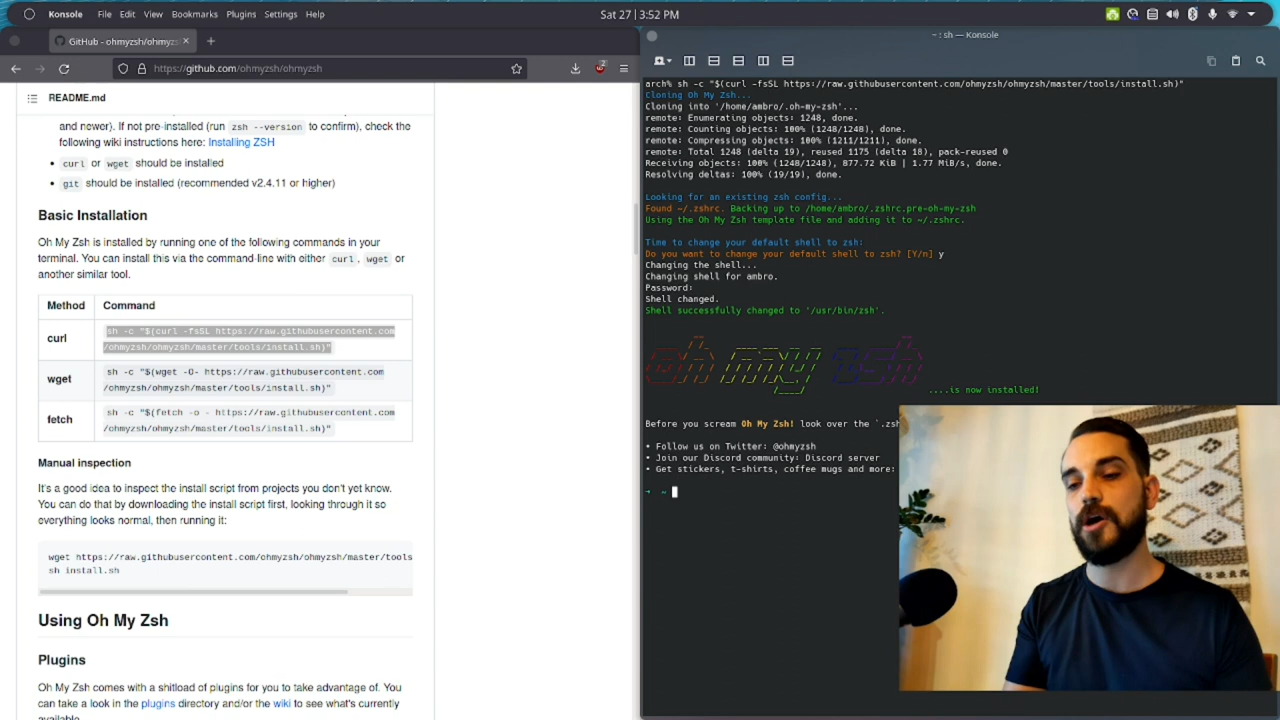 Konsole File Edit View Bookmarks Plugins Settings Help
Sat 27 | 3:52 PM
GitHub - ohmyzsh/ohmyzs
https://github.com/ohmyzsh/ohmyzsh
2
README.md
and newer). If not pre-installed (run zsh --version to confirm), check the
following wiki instructions here: Installing ZSH
• curl or wget should be installed
• git should be installed (recommended v2.4.11 or higher)
Basic Installation
Oh My Zsh is installed by running one of the following commands in your
terminal. You can install this via the command-line with either curl, wget or
another similar tool.
Method Command
curl sh -c "$(curl -fsSL https://raw.githubusercontent.com
/ohmyzsh/ohmyzsh/master/tools/install.sh)"
wget sh -c "$(wget -O- https://raw.githubusercontent.com
/ohmyzsh/ohmyzsh/master/tools/install.sh)"
fetch sh -c "$(fetch -o - https://raw.githubusercontent.com
/ohmyzsh/ohmyzsh/master/tools/install.sh)"
Manual inspection
It's a good idea to inspect the install script from projects you don't yet know.
You can do that by downloading the install script first, looking through it so
everything looks normal, then running it:
wget https://raw.githubusercontent.com/ohmyzsh/ohmyzsh/master/tools
sh install.sh
Using Oh My Zsh
Plugins
Oh My Zsh comes with a shitload of plugins for you to take advantage of. You
can take a look in the plugins directory and/or the wiki to see what's currently
available.
~ : sh — Konsole
arch% sh -c "$(curl -fsSL https://raw.githubusercontent.com/ohmyzsh/ohmyzsh/master/tools/install.sh)"
Cloning Oh My Zsh...
Cloning into '/home/ambro/.oh-my-zsh'...
remote: Enumerating objects: 1248, done.
remote: Counting objects: 100% (1248/1248), done.
remote: Compressing objects: 100% (1211/1211), done.
remote: Total 1248 (delta 19), reused 1175 (delta 18), pack-reused 0
Receiving objects: 100% (1248/1248), 877.72 KiB | 1.77 MiB/s, done.
Resolving deltas: 100% (19/19), done.
Looking for an existing zsh config...
Found ~/.zshrc. Backing up to /home/ambro/.zshrc.pre-oh-my-zsh
Using the Oh My Zsh template file and adding it to ~/.zshrc.
Time to change your default shell to zsh:
Do you want to change your default shell to zsh? [Y/n] y
Changing the shell...
Changing shell for ambro.
Password:
Shell changed.
Shell successfully changed to '/usr/bin/zsh'.
....is now installed!
Before you scream Oh My Zsh! look over the `.zsh
• Follow us on Twitter: @ohmyzsh
• Join our Discord community: Discord server
• Get stickers, t-shirts, coffee mugs and more:
➜ ~